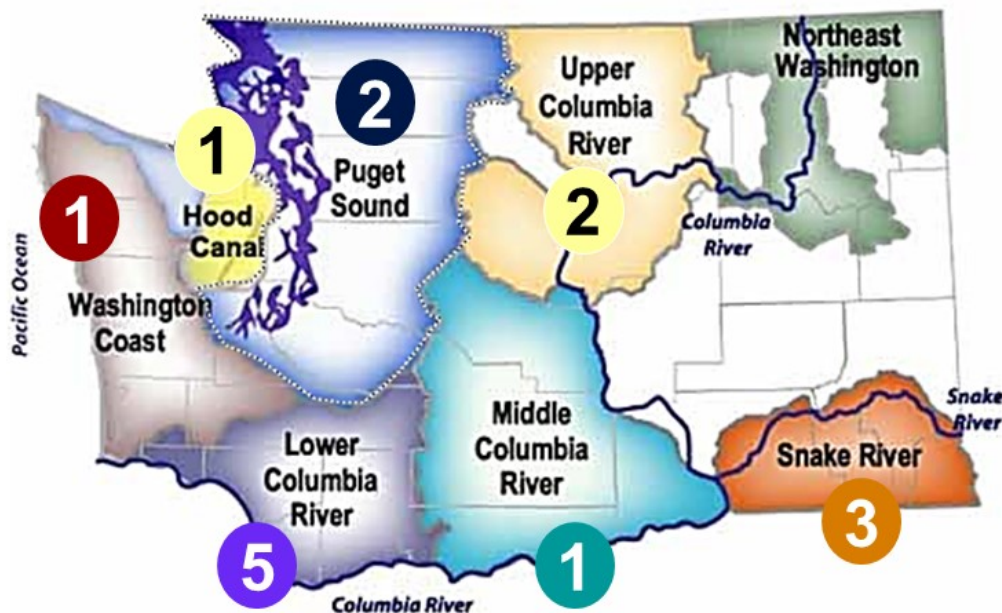 Northeast
Washington
Upper
Columbia
River
2
1
Puget
Sound
1
Hood
Canal
2
Columbia
River
Pacific Ocean
Washington
Coast
Lower
Columbia
River
Middle
Columbia
River
Snake
River
Snake River
5
1
3
Columbia River